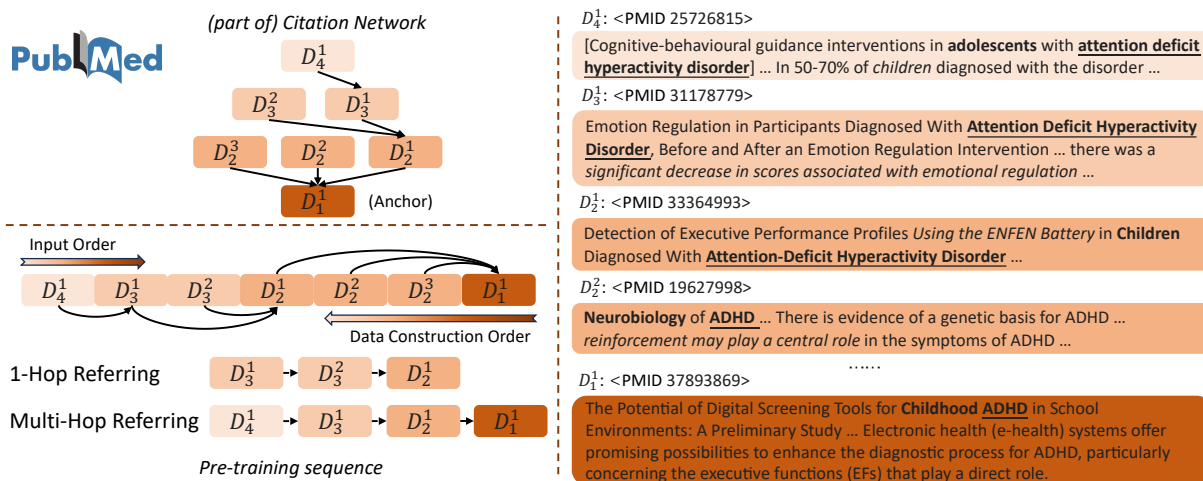 PubMed
(part of) Citation Network
D_4^1
D_3^2 D_3^1
D_2^3 D_2^2 D_2^1
D_1^1 (Anchor)
Input Order
D_4^1 D_3^1 D_3^2 D_2^1 D_2^2 D_2^3 D_1^1
Data Construction Order
1-Hop Referring D_3^1 D_3^2 D_2^1
Multi-Hop Referring D_4^1 D_3^1 D_2^1 D_1^1
Pre-training sequence
D_4^1: <PMID 25726815>
[Cognitive-behavioural guidance interventions in adolescents with attention deficit
hyperactivity disorder] … In 50-70% of children diagnosed with the disorder …
D_3^1: <PMID 31178779>
Emotion Regulation in Participants Diagnosed With Attention Deficit Hyperactivity
Disorder, Before and After an Emotion Regulation Intervention … there was a
significant decrease in scores associated with emotional regulation …
D_2^1: <PMID 33364993>
Detection of Executive Performance Profiles Using the ENFEN Battery in Children
Diagnosed With Attention-Deficit Hyperactivity Disorder …
D_2^2: <PMID 19627998>
Neurobiology of ADHD … There is evidence of a genetic basis for ADHD …
reinforcement may play a central role in the symptoms of ADHD …
……
D_1^1: <PMID 37893869>
The Potential of Digital Screening Tools for Childhood ADHD in School
Environments: A Preliminary Study … Electronic health (e-health) systems offer
promising possibilities to enhance the diagnostic process for ADHD, particularly
concerning the executive functions (EFs) that play a direct role.